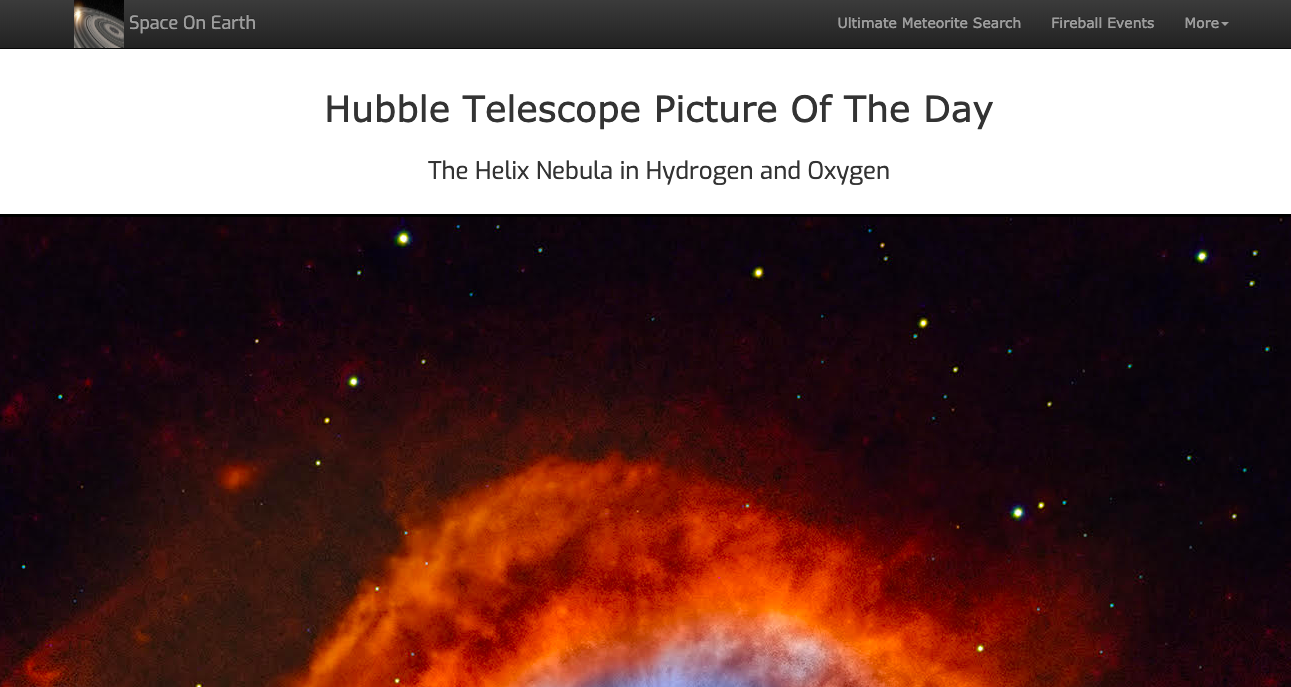 Space On Earth
Ultimate Meteorite Search
Fireball Events
More
Hubble Telescope Picture Of The Day
The Helix Nebula in Hydrogen and Oxygen